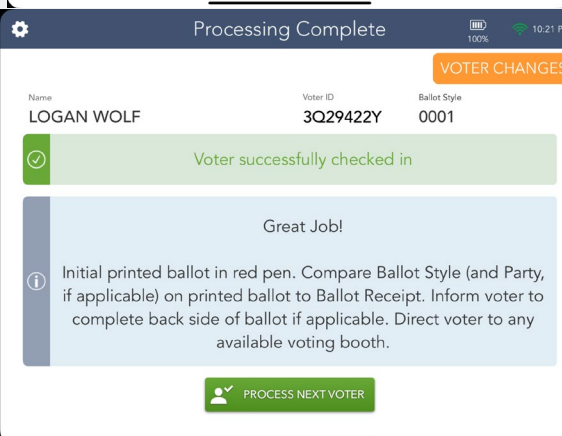 Processing Complete
100%
10:21 P
VOTER CHANGES
Name
Voter ID
Ballot Style
LOGAN WOLF
3Q29422Y
0001
Voter successfully checked in
Great Job!
Initial printed ballot in red pen. Compare Ballot Style (and Party,
if applicable) on printed ballot to Ballot Receipt. Inform voter to
complete back side of ballot if applicable. Direct voter to any
available voting booth.
PROCESS NEXT VOTER